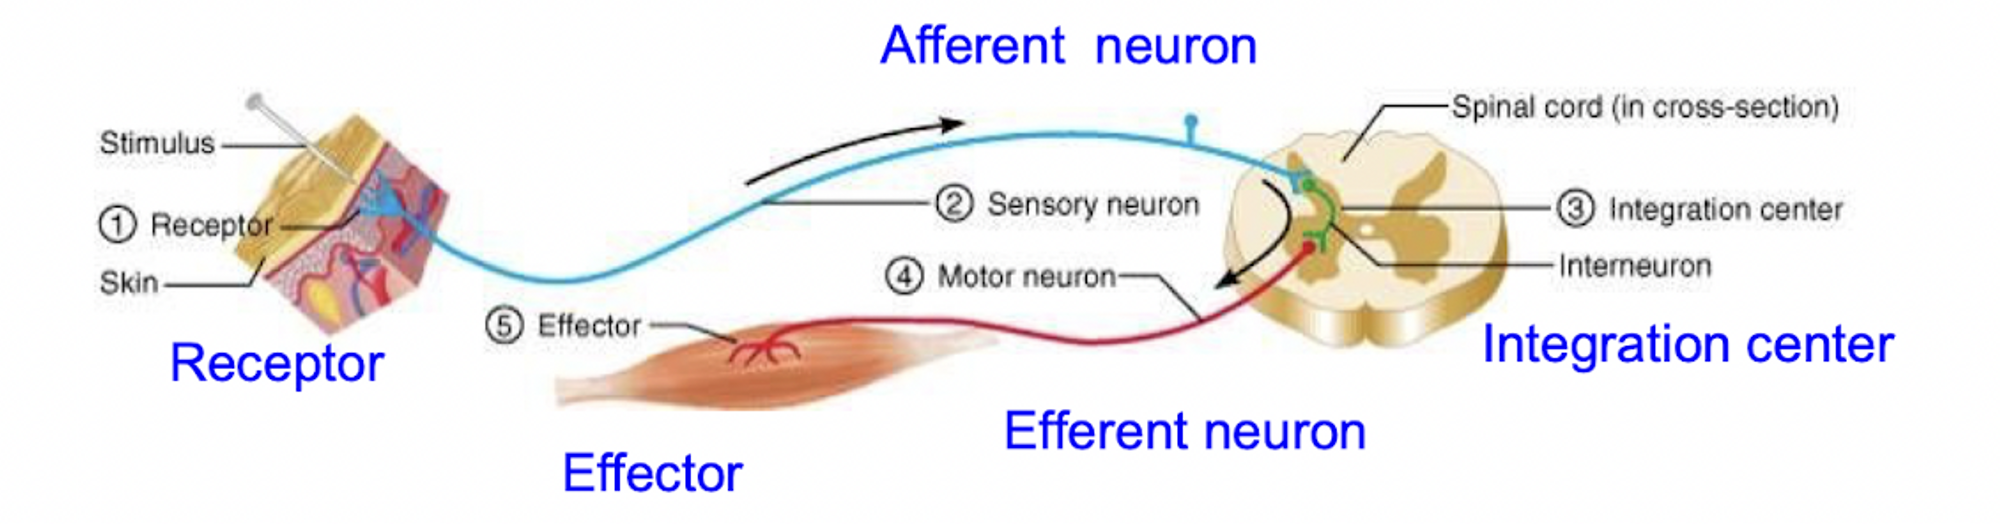 Afferent neuron
Stimulus
① Receptor
Skin
Receptor
② Sensory neuron
Spinal cord (in cross-section)
③ Integration center
Interneuron
Integration center
④ Motor neuron
⑤ Effector
Efferent neuron
Effector